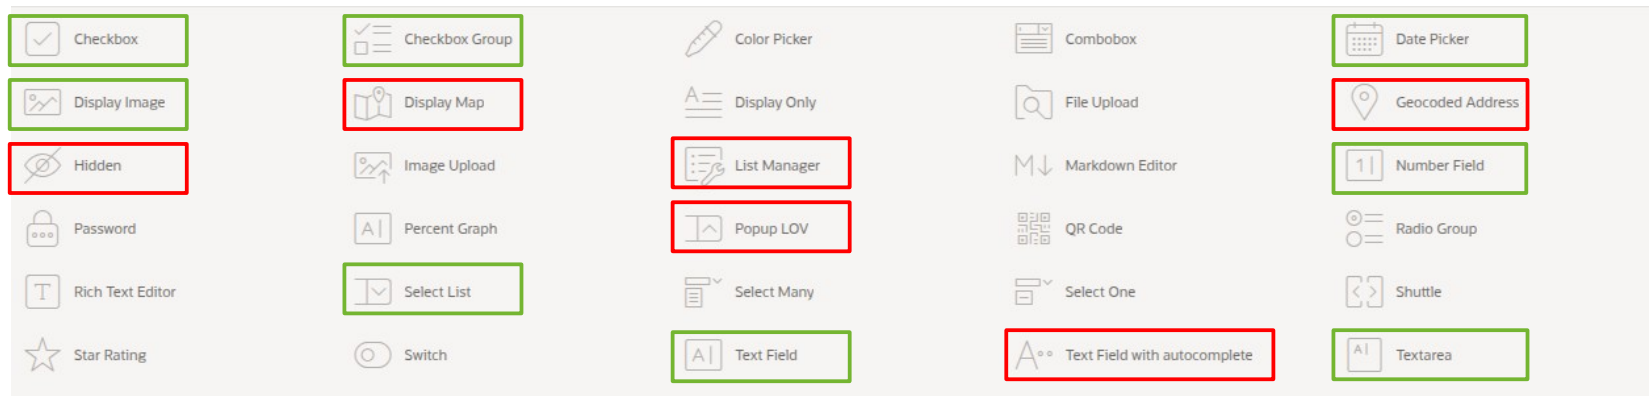 Checkbox Checkbox Group Color Picker Combobox Date Picker
Display Image Display Map Display Only File Upload Geocoded Address
Hidden Image Upload List Manager Markdown Editor Number Field
Password Percent Graph Popup LOV QR Code Radio Group
Rich Text Editor Select List Select Many Select One Shuttle
Star Rating Switch Text Field Text Field with autocomplete Textarea